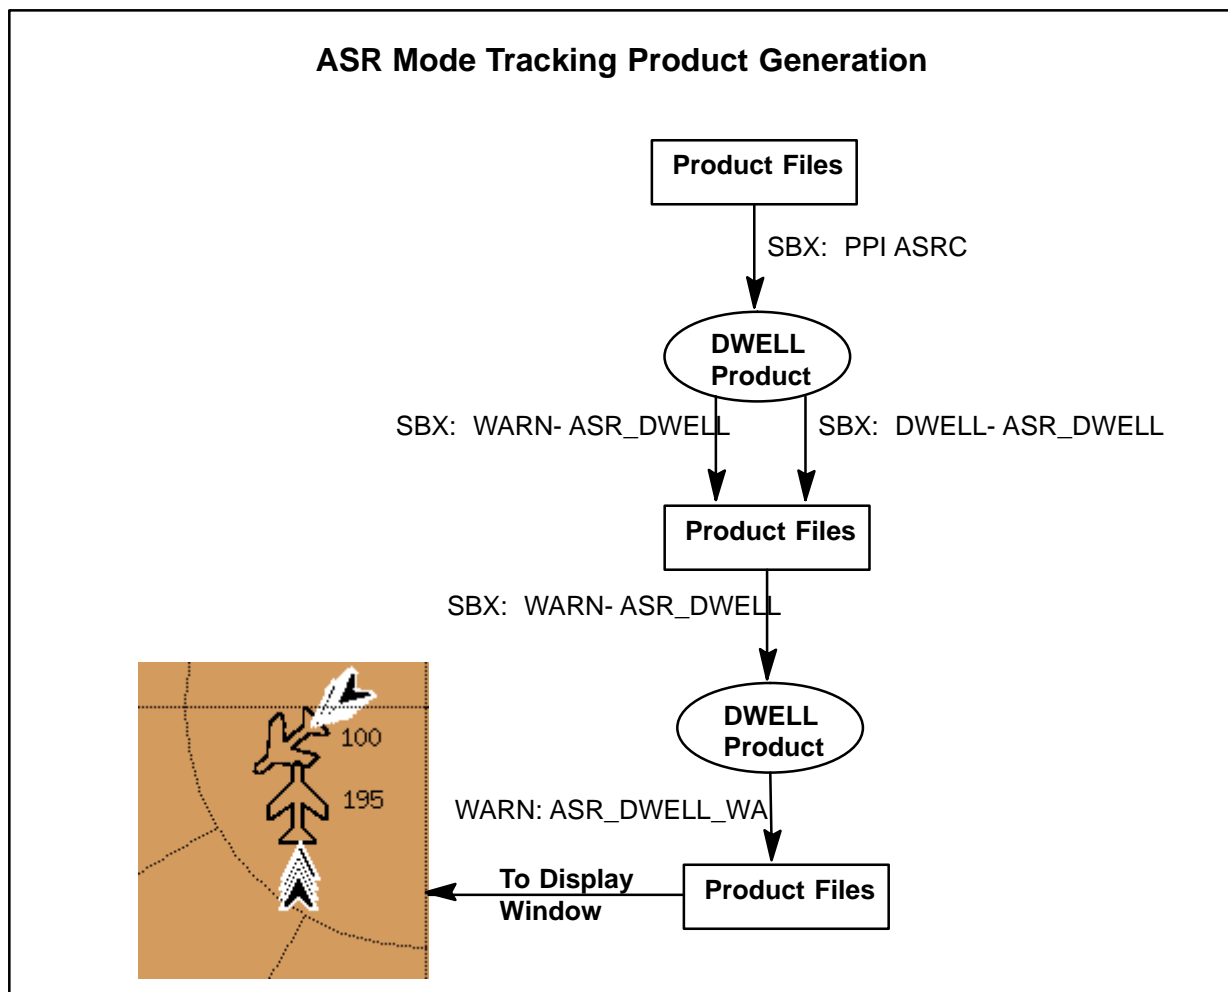 ASR Mode Tracking Product Generation
Product Files
SBX: PPI ASRC
DWELL
Product
SBX: WARN- ASR_DWELL
SBX: DWELL- ASR_DWELL
Product Files
SBX: WARN- ASR_DWELL
DWELL
Product
100
195
WARN: ASR_DWELL_WA
To Display
Window
Product Files